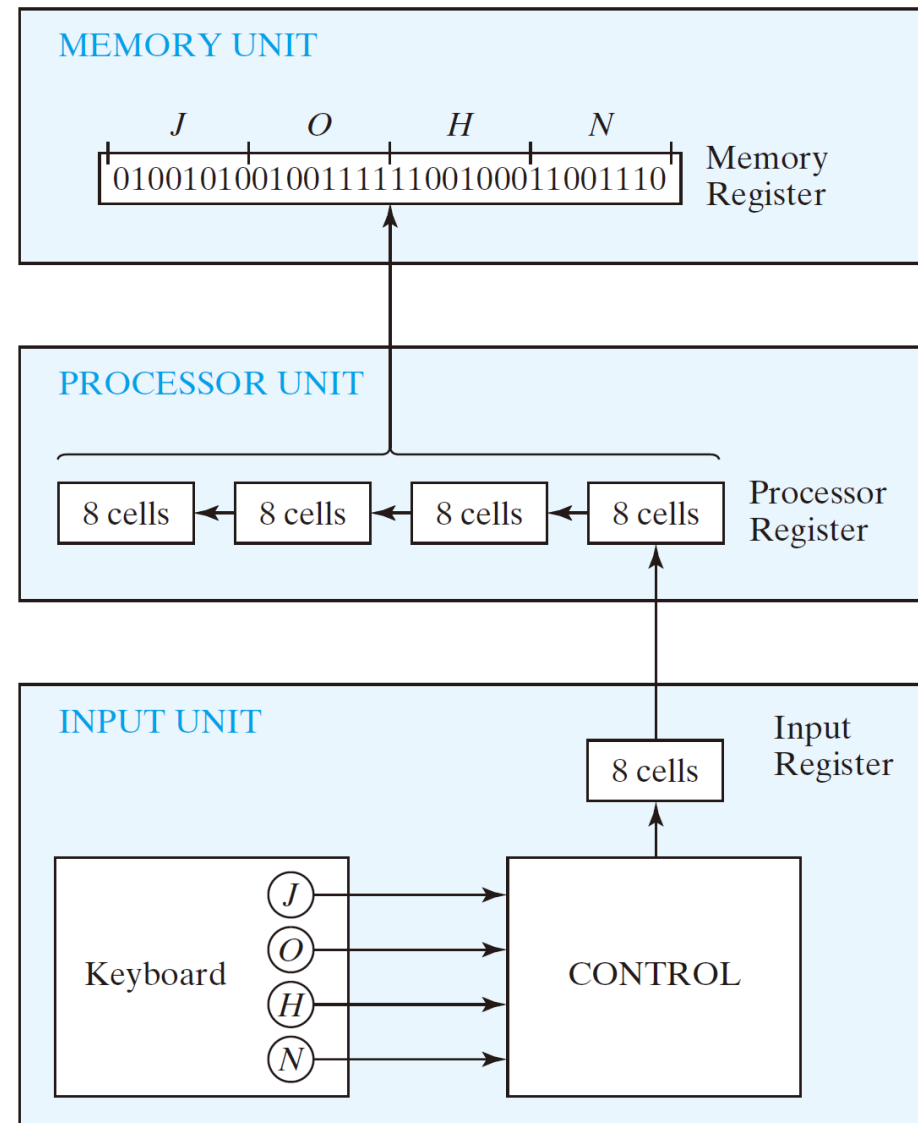 MEMORY UNIT
J O H N
01001010010011111100100011001110
Memory
Register
PROCESSOR UNIT
8 cells 8 cells 8 cells 8 cells
Processor
Register
INPUT UNIT
Input
Register
8 cells
J
O
Keyboard
CONTROL
H
N